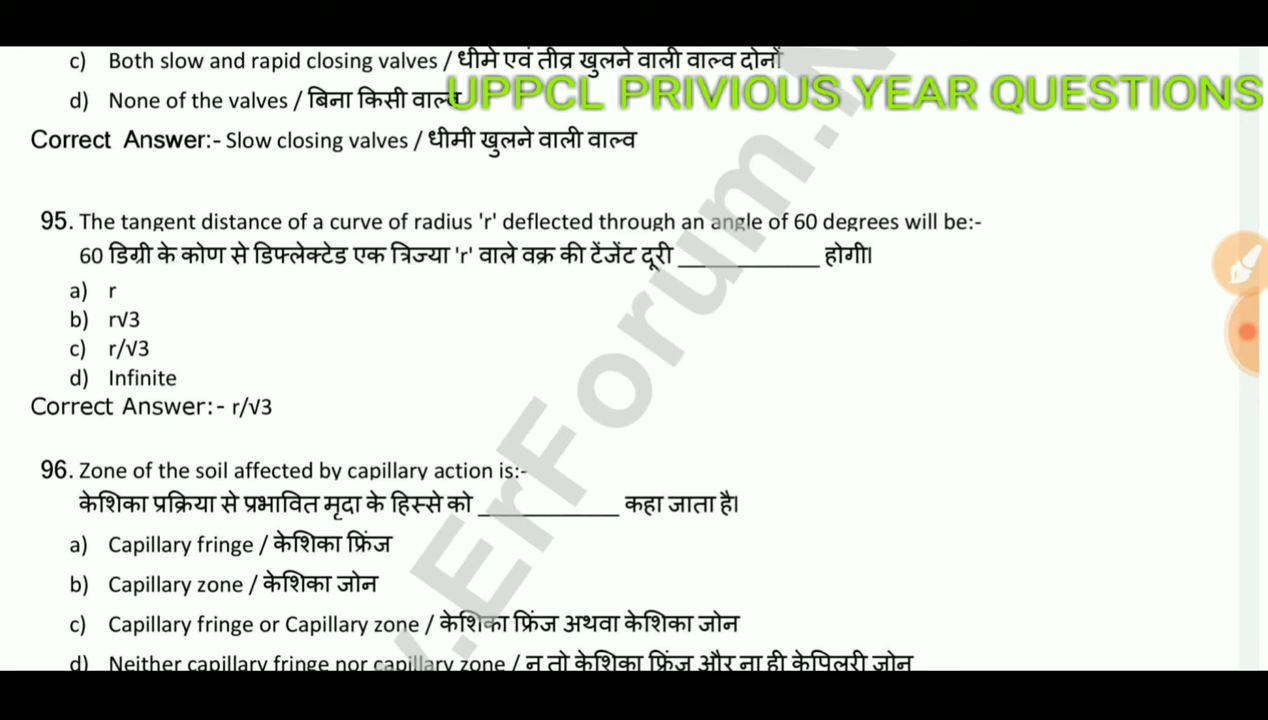 c) Both slow and rapid closing valves / धीमे एवं तीव्र खुलने वाली वाल्व दोनों
d) None of the valves / बिना किसी वाल्व
UPPCL PRIVIOUS YEAR QUESTIONS
Correct Answer:- Slow closing valves / धीमी खुलने वाली वाल्व
95. The tangent distance of a curve of radius 'r' deflected through an angle of 60 degrees will be:-
60 डिग्री के कोण से डिफ्लेक्टेड एक त्रिज्या 'r' वाले वक्र की टेंजेंट दूरी ____________ होगी।
a) r
b) r√3
c) r/√3
d) Infinite
Correct Answer:- r/√3
96. Zone of the soil affected by capillary action is:-
केशिका प्रक्रिया से प्रभावित मृदा के हिस्से को ____________ कहा जाता है।
a) Capillary fringe / केशिका फ्रिंज
b) Capillary zone / केशिका जोन
c) Capillary fringe or Capillary zone / केशिका फ्रिंज अथवा केशिका जोन
d) Neither capillary fringe nor capillary zone / न तो केशिका फ्रिंज और ना ही केपिलरी जोन
.ErForum.N